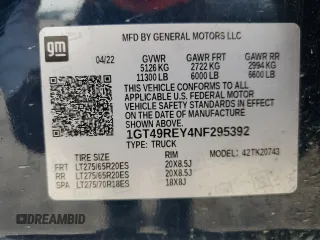 gm
MFD BY GENERAL MOTORS LLC
04/22 GVWR GAWR FRT GAWR RR
5126 KG 2722 KG 2994 KG
11300 LB 6000 LB 6600 LB
THIS VEHICLE CONFORMS TO ALL APPLICABLE U.S.
FEDERAL MOTOR VEHICLE SAFETY STANDARDS IN
EFFECT ON THE DATE OF MANUFACTURE SHOWN ABOVE.
1GT49REY4NF295392
TYPE: TRUCK
TIRE SIZE RIM 42TK20743
FRT LT275/65R20ES 20X8.5J
RR LT275/65R20ES 20X8.5J
SPA LT275/70R18ES 18X8J